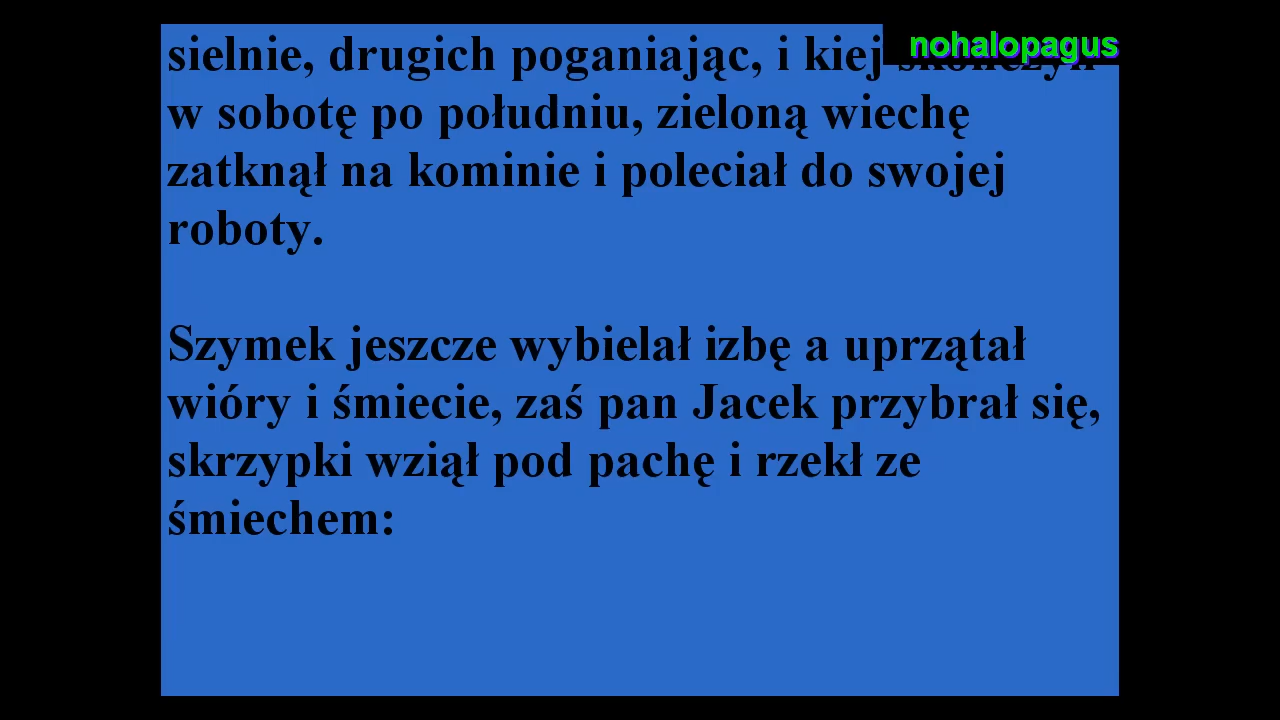 nohalopagus
sielnie, drugich poganiając, i kiej
w sobotę po południu, zieloną wiechę
zatknął na kominie i poleciał do swojej
roboty.
Szymek jeszcze wybielał izbę a uprzątał
wióry i śmiecie, zaś pan Jacek przybrał się,
skrzypki wziął pod pachę i rzekł ze
śmiechem: